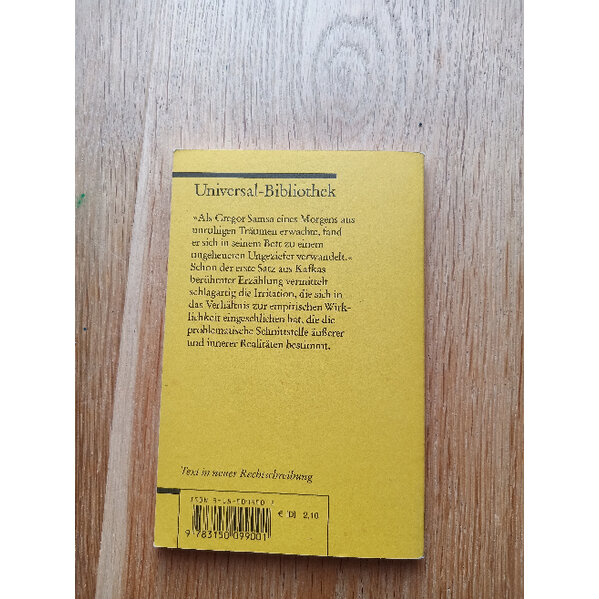 Universal-Bibliothek
»Als Gregor Samsa eines Morgens aus
unruhigen Träumen erwachte, fand
er sich in seinem Bett zu einem
ungeheueren Ungeziefer verwandelt.«
Schon der erste Satz aus Kafkas
berühmter Erzählung vermittelt
schlagartig die Irritation, die sich in
das Verhältnis zur empirischen Wirk-
lichkeit eingeschlichen hat, die die
problematische Schnittstelle äußerer
und innerer Realitäten bestimmt.
Text in neuer Rechtschreibung
ISBN
€ [D] 2,10
9 783150 099001